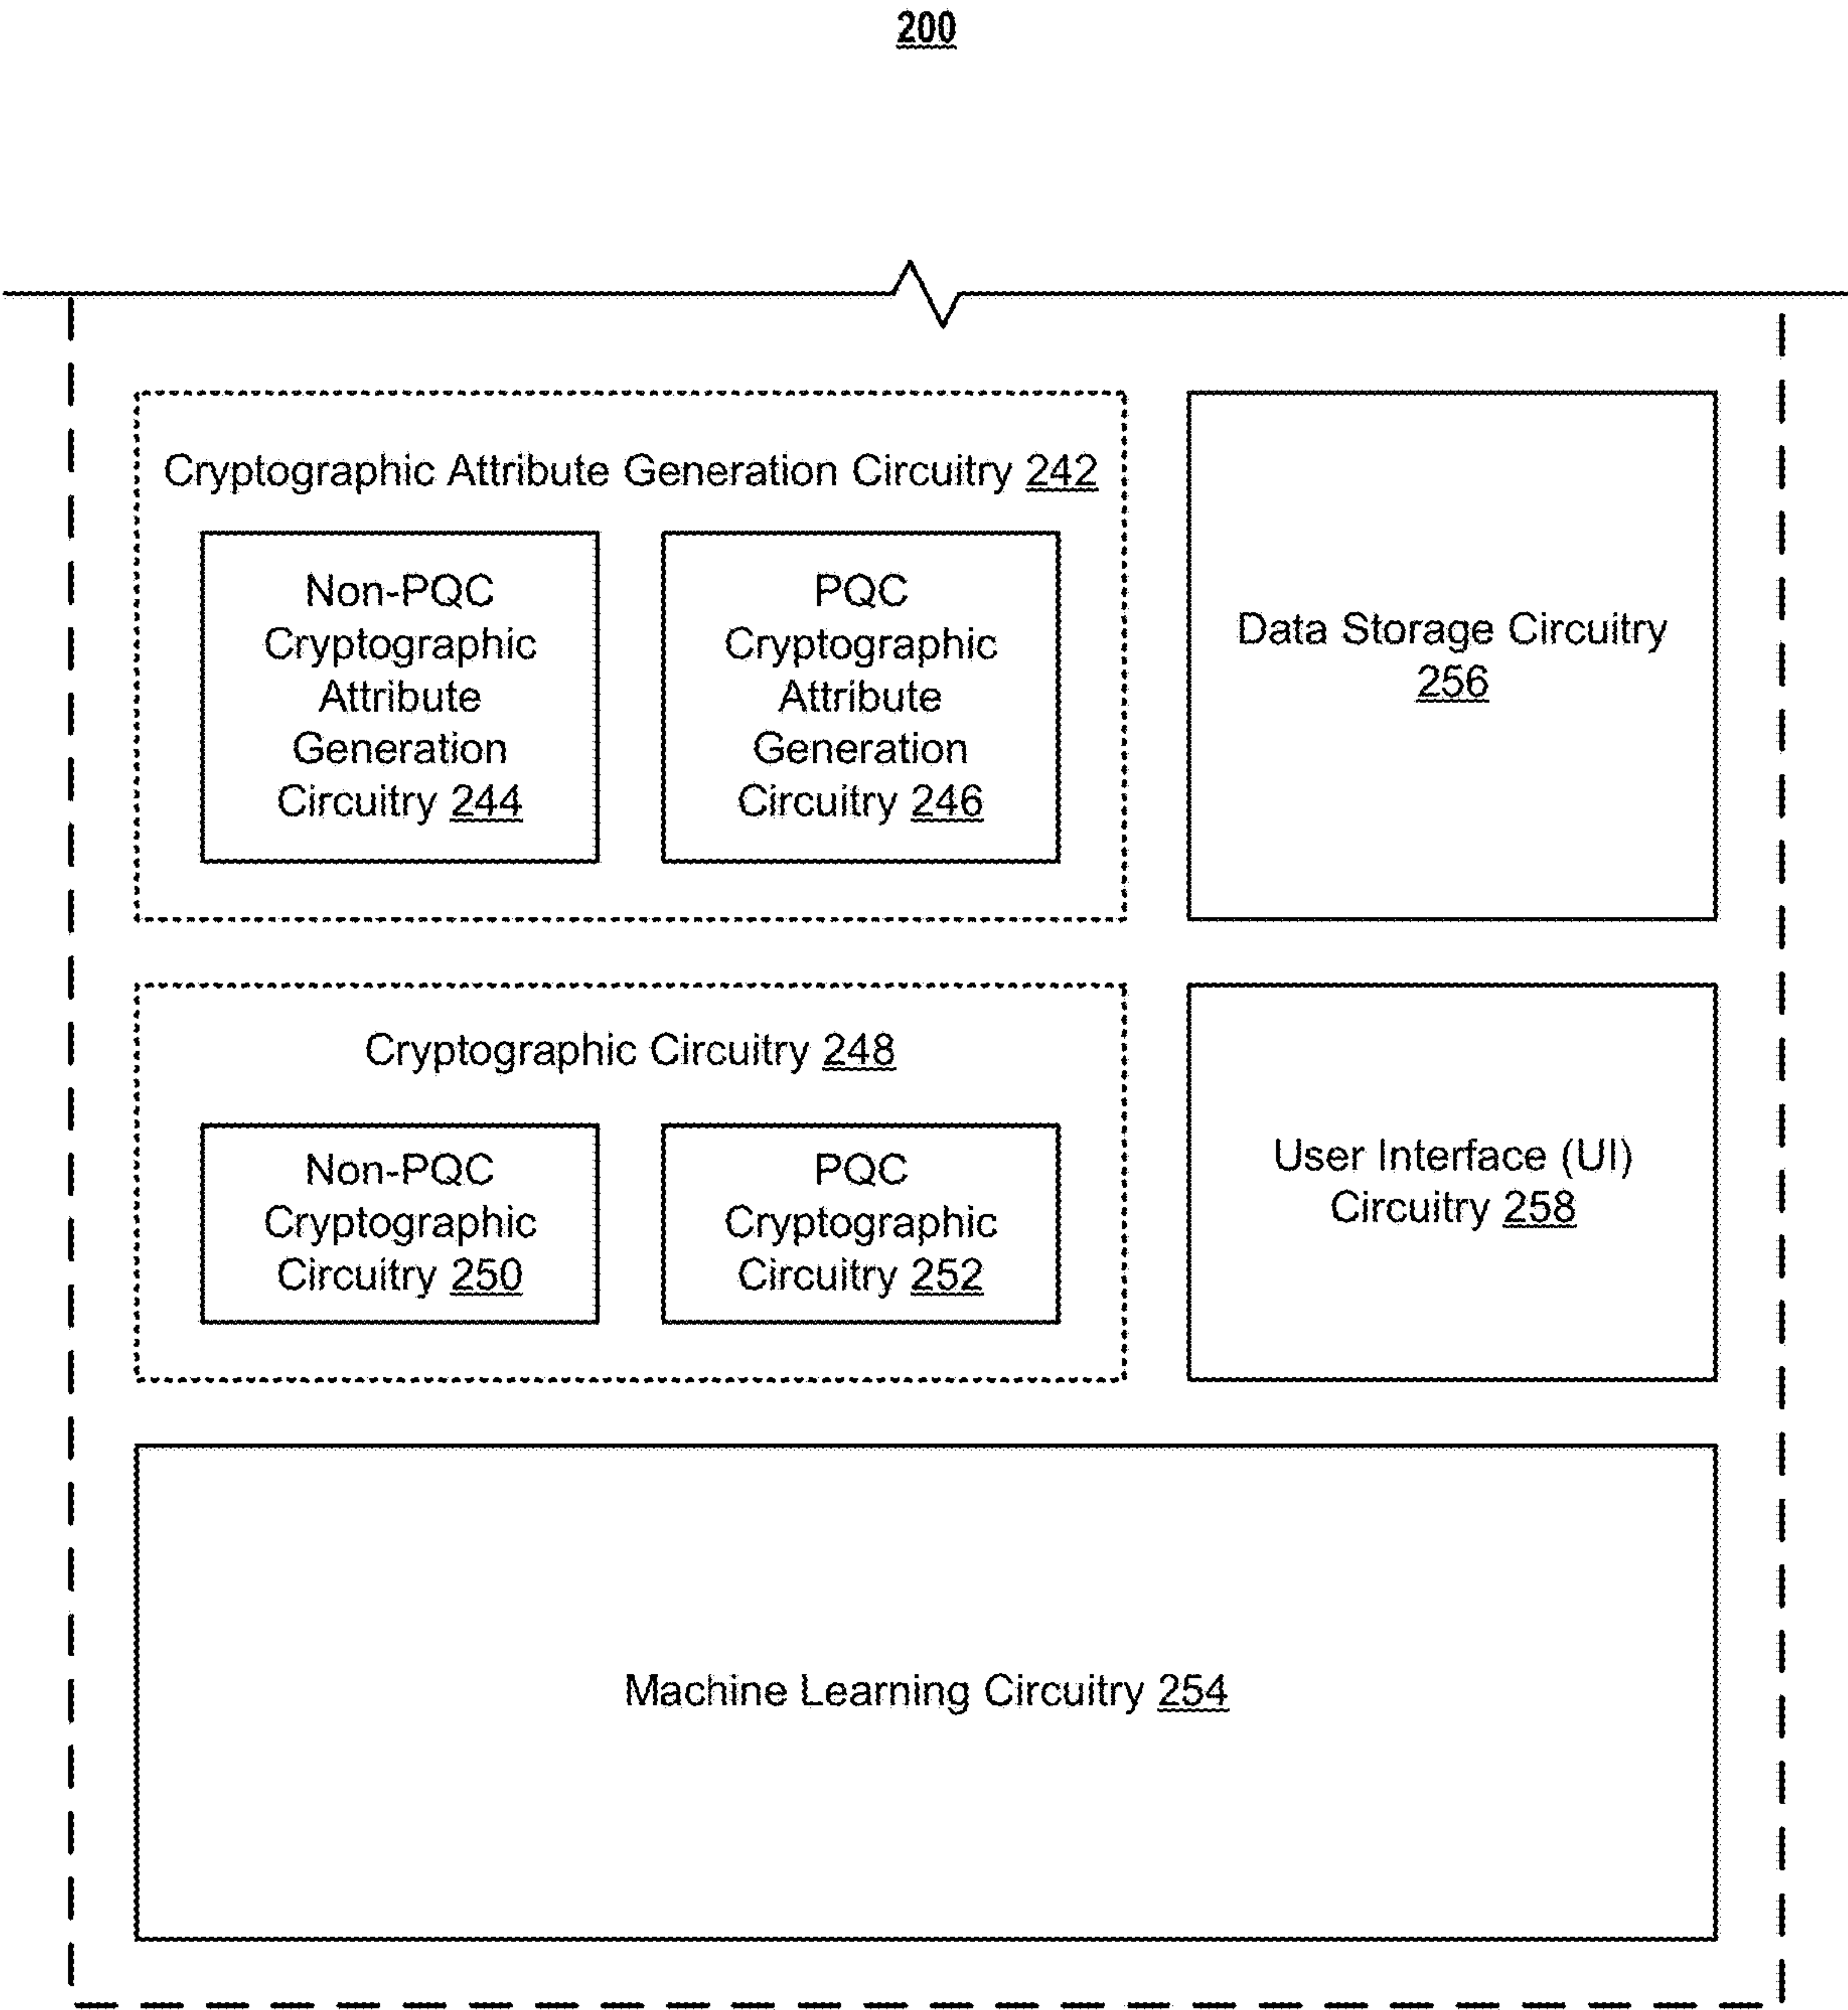 200
Cryptographic Attribute Generation Circuitry 242
Non-PQC
Cryptographic
Attribute
Generation
Circuitry 244
PQC
Cryptographic
Attribute
Generation
Circuitry 246
Data Storage Circuitry
256
Cryptographic Circuitry 248
Non-PQC
Cryptographic
Circuitry 250
PQC
Cryptographic
Circuitry 252
User Interface (UI)
Circuitry 258
Machine Learning Circuitry 254